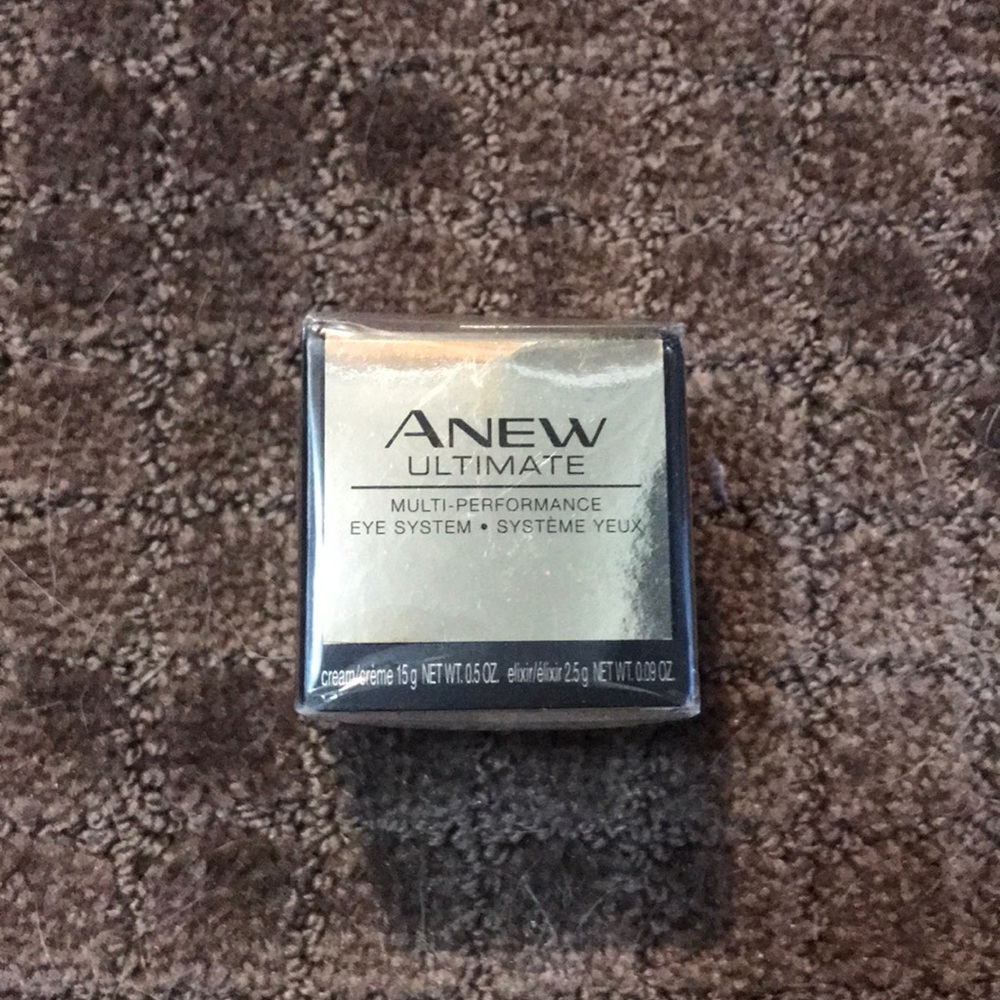 ANEW
ULTIMATE
MULTI-PERFORMANCE
EYE SYSTEM • SYSTÈME YEUX
cream/crème 15 g NET WT. 0.5 OZ. elixir/élixir 2.5 g NET WT. 0.09 OZ.